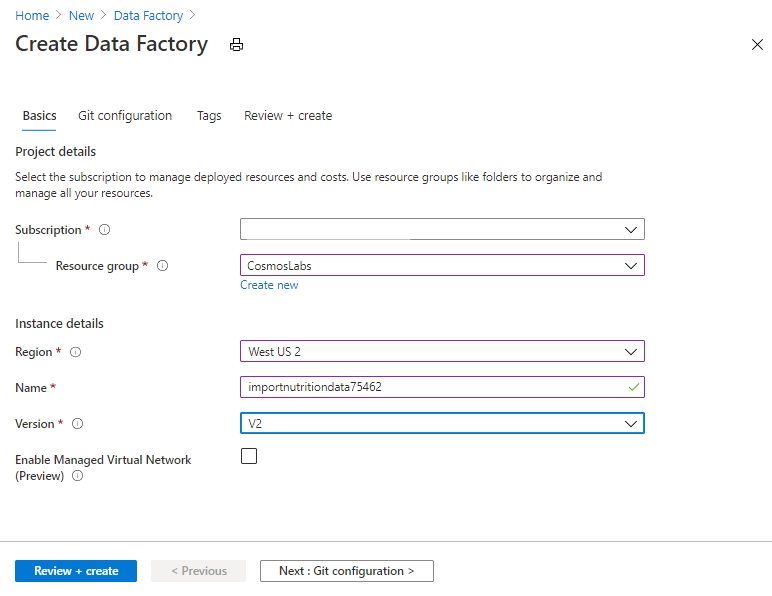 Home > New > Data Factory >
Create Data Factory
Basics Git configuration Tags Review + create
Project details
Select the subscription to manage deployed resources and costs. Use resource groups like folders to organize and
manage all your resources.
Subscription *
Resource group * CosmosLabs
Create new
Instance details
Region * West US 2
Name * importnutritiondata75462
Version * V2
Enable Managed Virtual Network
(Preview)
Review + create < Previous Next : Git configuration >